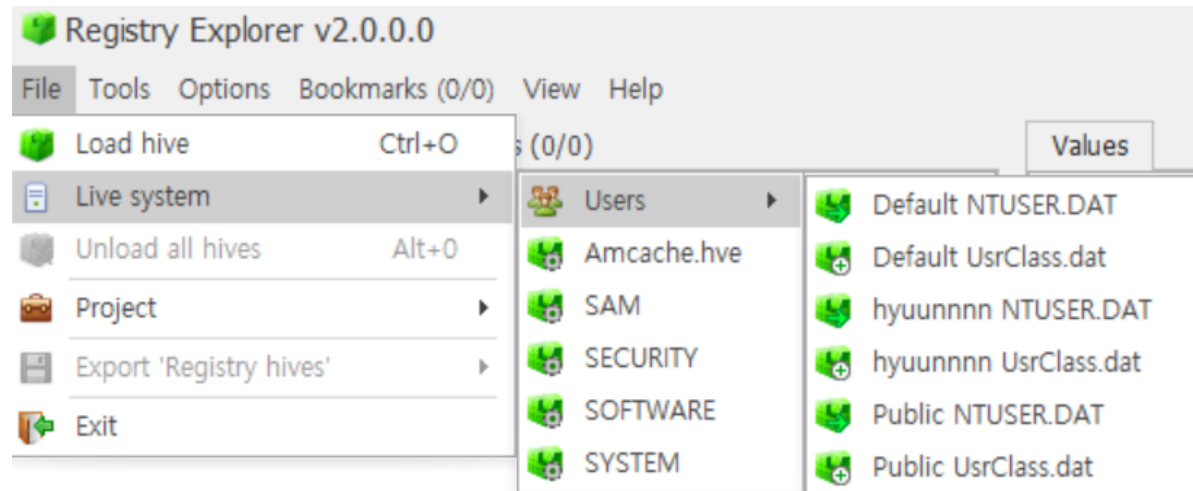 Registry Explorer v2.0.0.0
File Tools Options Bookmarks (0/0) View Help
Load hive Ctrl+O
(0/0)
Values
Live system
Unload all hives Alt+0
Project
Export 'Registry hives'
Exit
Users
Amcache.hve
SAM
SECURITY
SOFTWARE
SYSTEM
Default NTUSER.DAT
Default UsrClass.dat
hyuunnnn NTUSER.DAT
hyuunnnn UsrClass.dat
Public NTUSER.DAT
Public UsrClass.dat